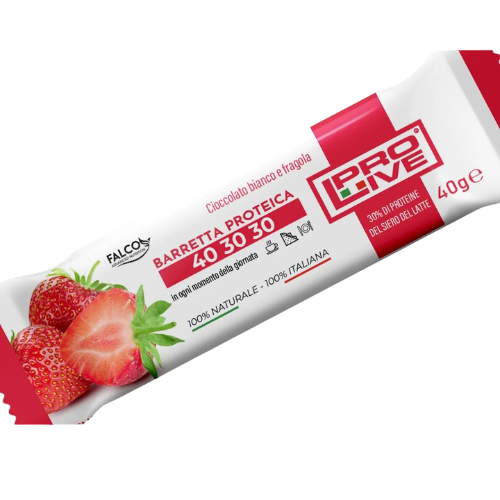 FALCO
Cioccolato bianco e fragola
BARRETTA PROTEICA
40 30 30
in ogni momento della giornata
100% NATURALE - 100% ITALIANA
PRO
LIVE
30% DI PROTEINE
DEL SIERO DEL LATTE
40g℮